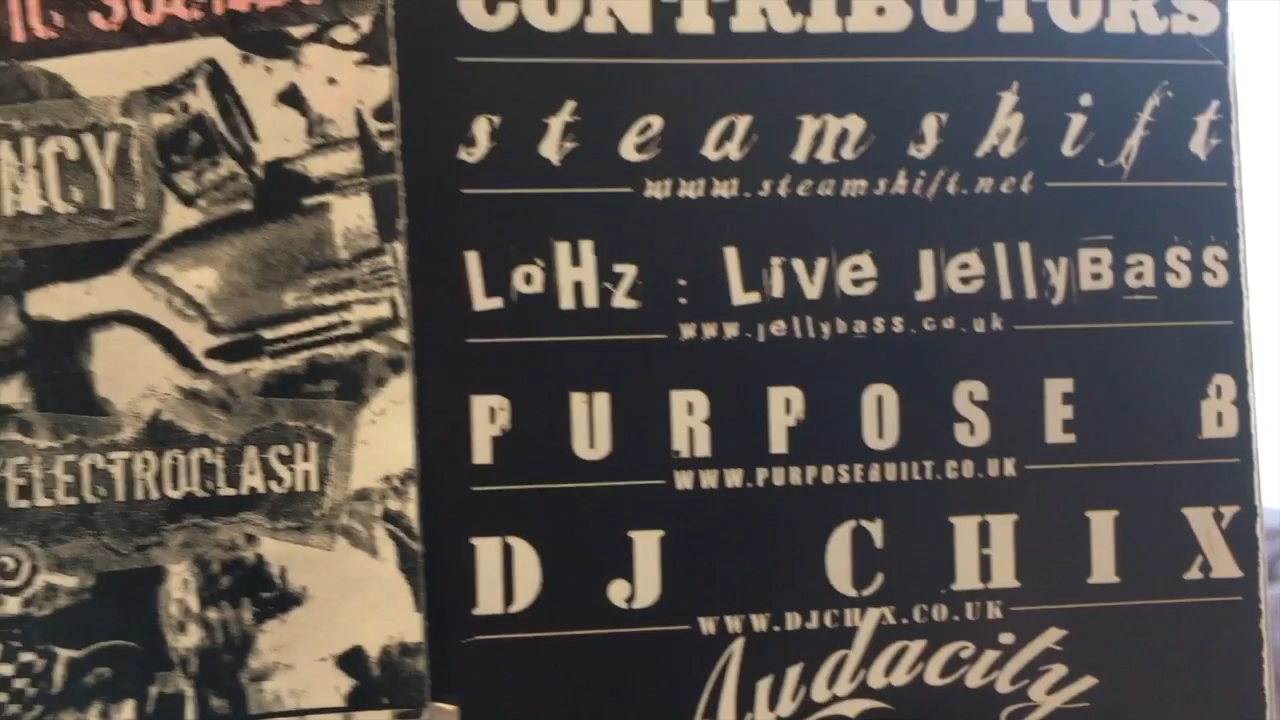 NCY!
ELECTROCLASH
CONTRIBUTORS
steamshift
www.steamshift.net
LoHz : Live JellyBass
www.jellybass.co.uk
PURPOSE B
WWW.PURPOSEBUILT.CO.UK
DJ CHIX
WWW.DJCHIX.CO.UK
Audacity